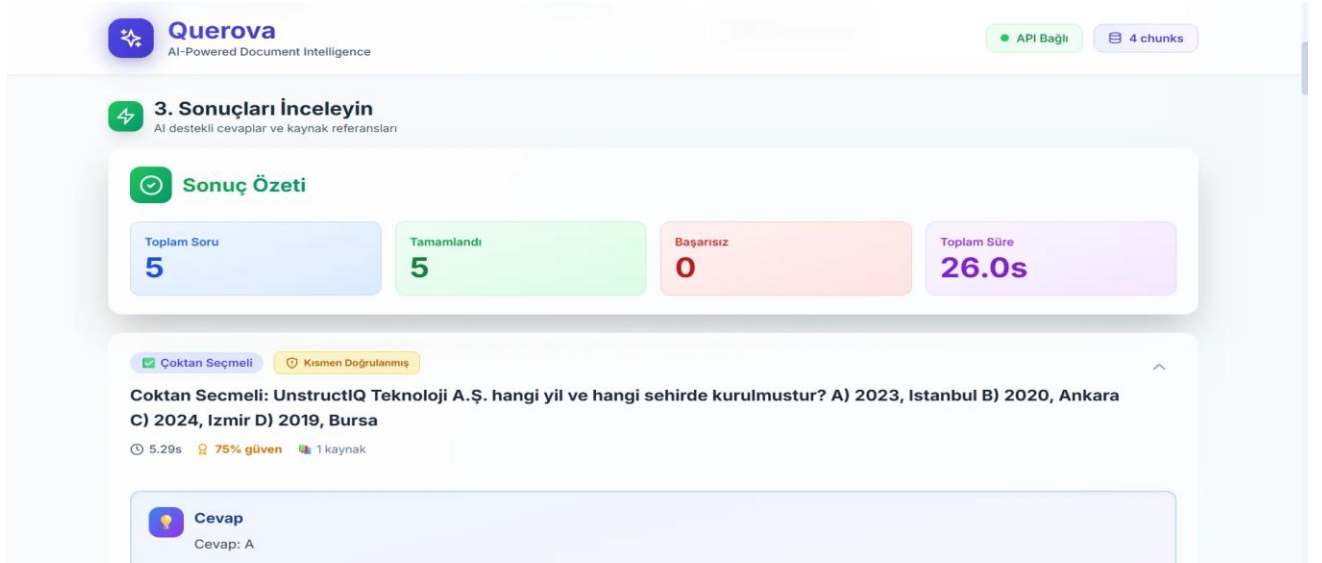 Querova
AI-Powered Document Intelligence
API Bağlı
4 chunks
3. Sonuçları İnceleyin
AI destekli cevaplar ve kaynak referansları
Sonuç Özeti
Toplam Soru
5
Tamamlandı
5
Başarısız
0
Toplam Süre
26.0s
Çoktan Seçmeli
Kısmen Doğrulanmış
Coktan Secmeli: UnstructIQ Teknoloji A.Ş. hangi yil ve hangi sehirde kurulmustur? A) 2023, Istanbul B) 2020, Ankara
C) 2024, Izmir D) 2019, Bursa
5.29s
75% güven
1 kaynak
Cevap
Cevap: A